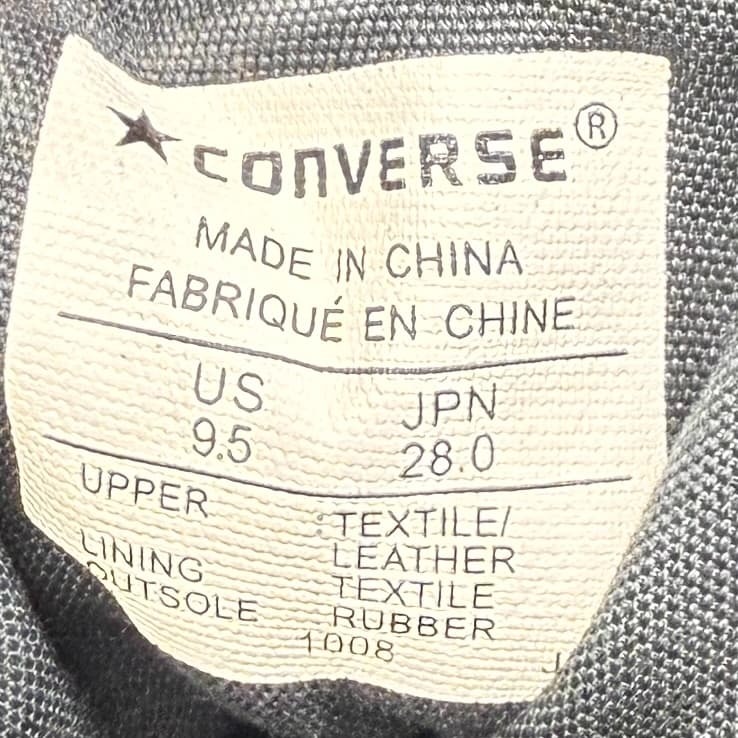 CONVERSE®
MADE IN CHINA
FABRIQUÉ EN CHINE
US JPN
9.5 28.0
UPPER : TEXTILE/
LEATHER
LINING TEXTILE
OUTSOLE RUBBER
1008 J